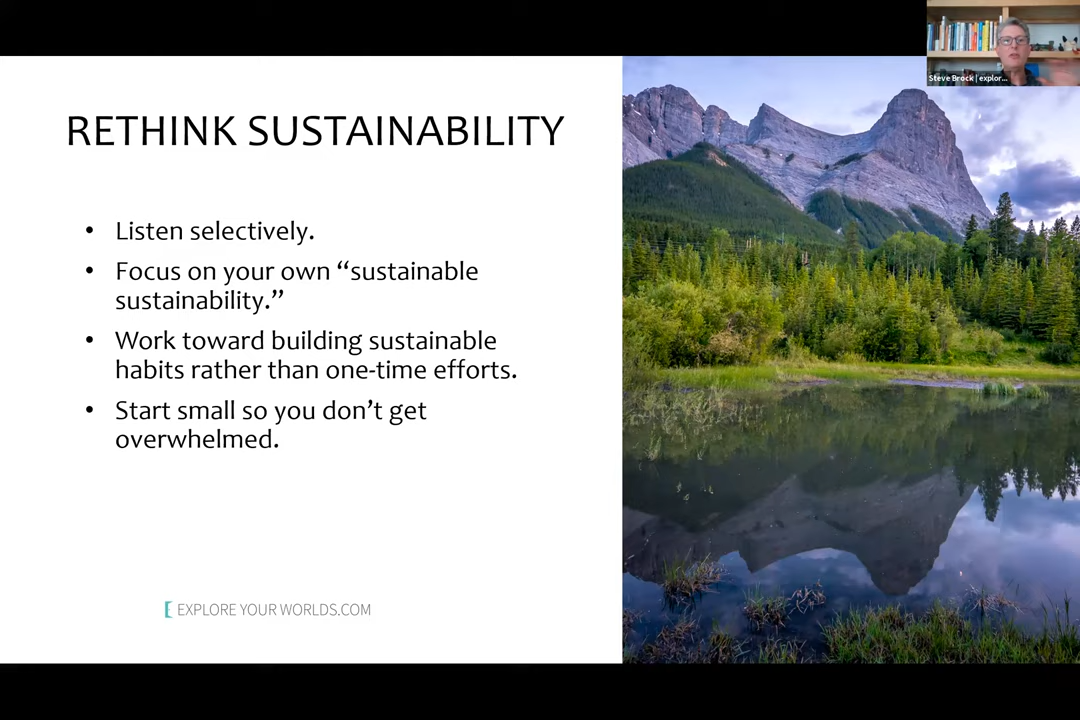 Steve Brock | explor...
RETHINK SUSTAINABILITY
• Listen selectively.
• Focus on your own “sustainable
sustainability.”
• Work toward building sustainable
habits rather than one-time efforts.
• Start small so you don’t get
overwhelmed.
EXPLORE YOUR WORLDS.COM